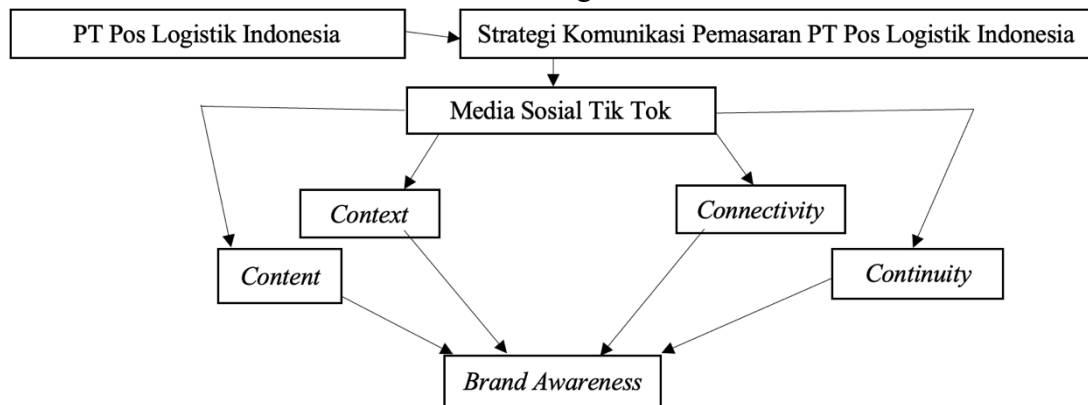 PT Pos Logistik Indonesia
Strategi Komunikasi Pemasaran PT Pos Logistik Indonesia
Media Sosial Tik Tok
Context
Connectivity
Content
Continuity
Brand Awareness